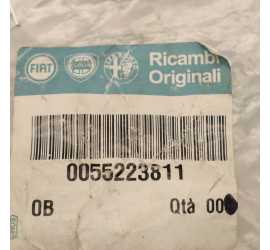 FIAT
Ricambi
Originali
0055223811
0B Qtà 00